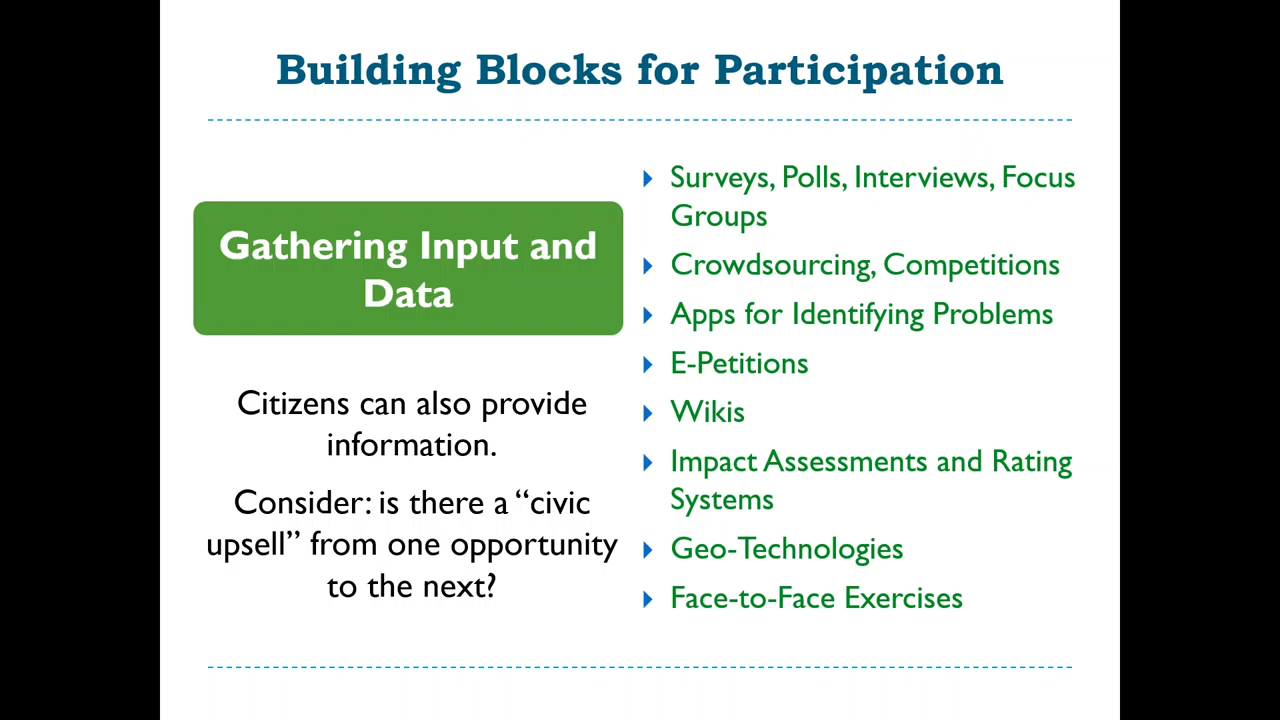 Building Blocks for Participation
Gathering Input and
Data
Citizens can also provide
information.
Consider: is there a “civic
upsell” from one opportunity
to the next?
Surveys, Polls, Interviews, Focus
Groups
Crowdsourcing, Competitions
Apps for Identifying Problems
E-Petitions
Wikis
Impact Assessments and Rating
Systems
Geo-Technologies
Face-to-Face Exercises